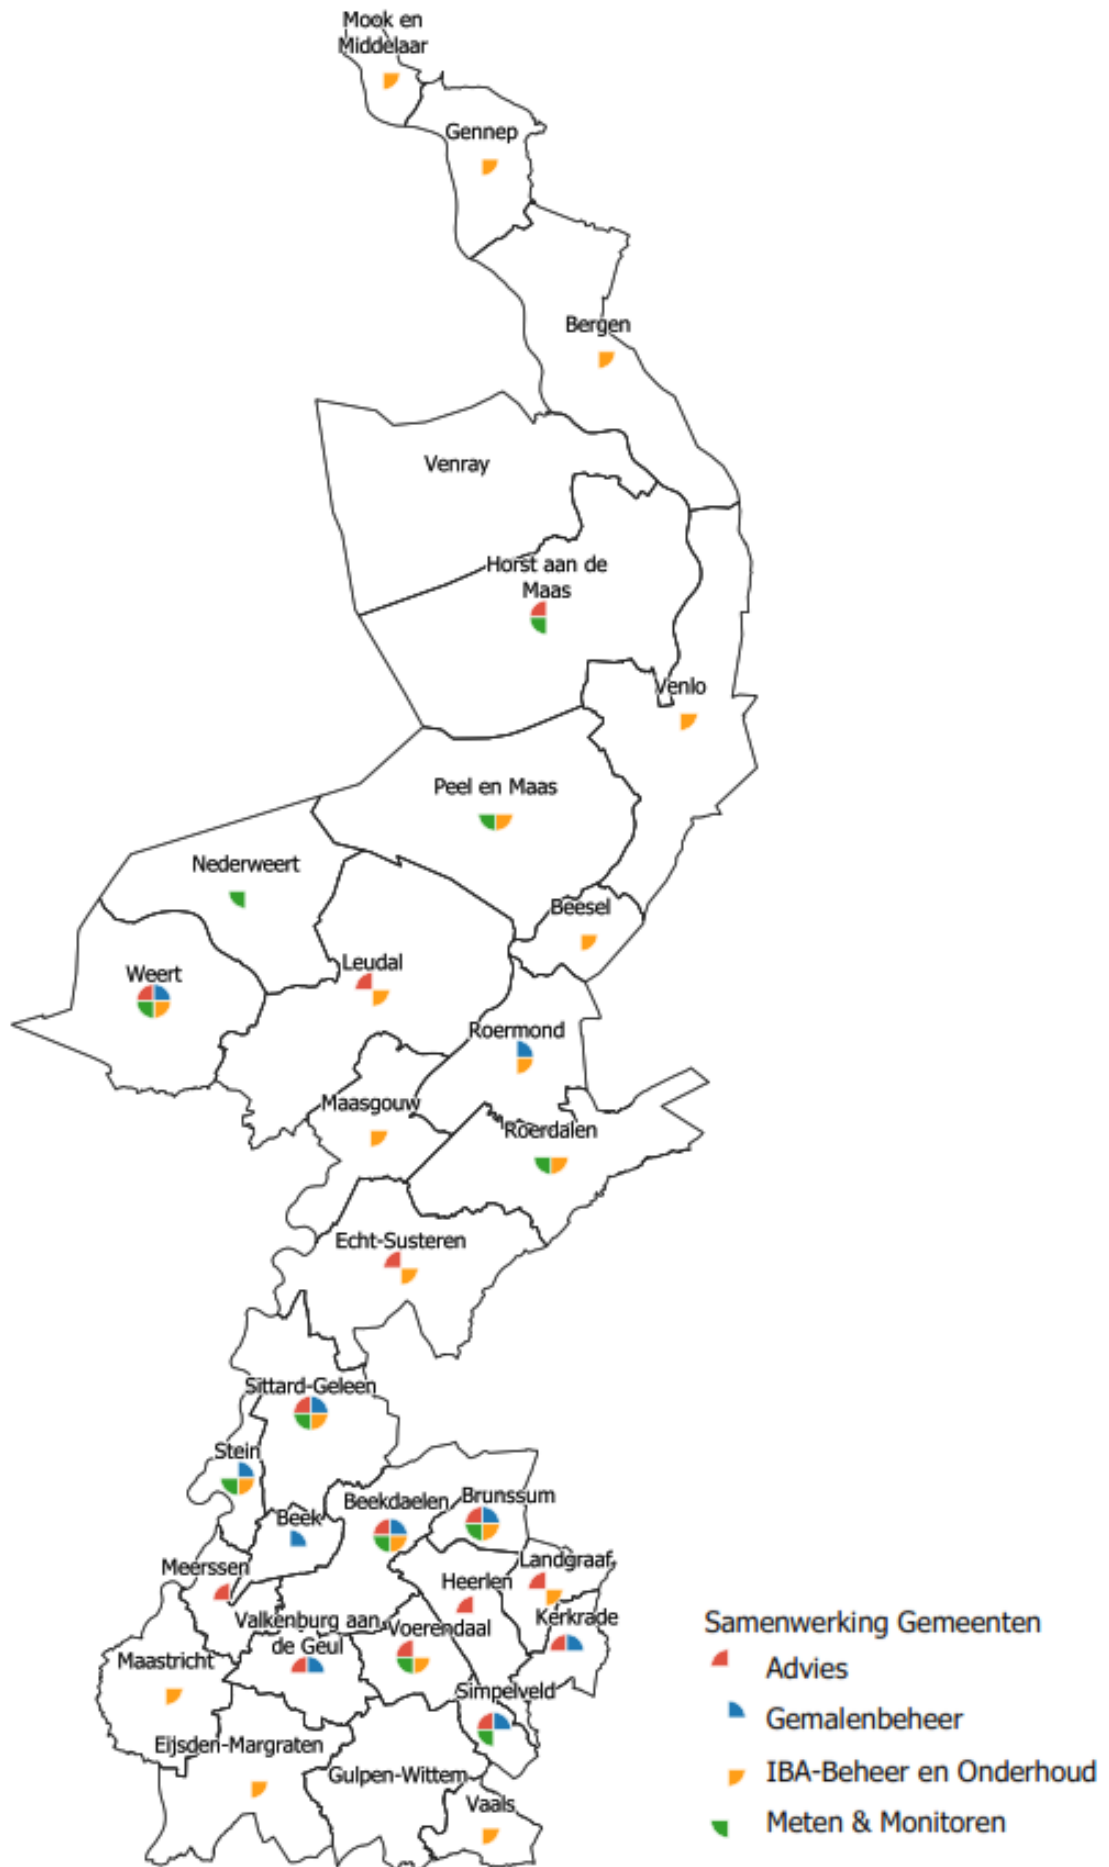 Mook en
Middelaar
Gennep
Bergen
Venray
Horst aan de
Maas
Venlo
Peel en Maas
Nederweert
Beesel
Leudal
Weert
Roermond
Maasgouw
Roerdalen
Echt-Susteren
Sittard-Geleen
Stein
Beekdaelen
Brunssum
Beek
Meerssen
Landgraaf
Heerlen
Valkenburg aan
de Geul
Voerendaal
Kerkrade
Maastricht
Simpelveld
Eijsden-Margraten
Gulpen-Wittem
Vaals
Samenwerking Gemeenten
Advies
Gemalenbeheer
IBA-Beheer en Onderhoud
Meten & Monitoren